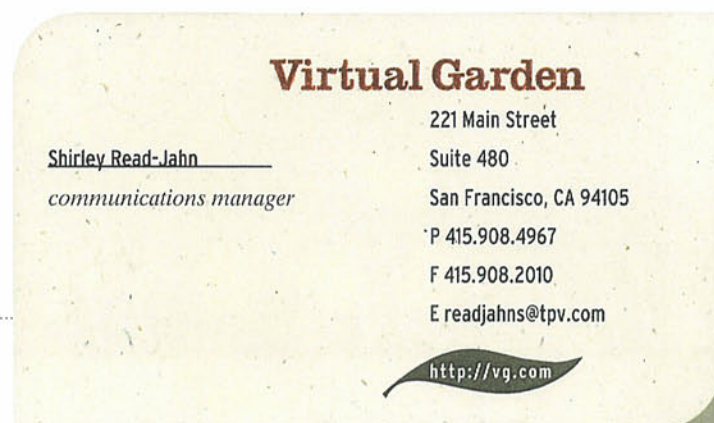 Virtual Garden
Shirley Read-Jahn
communications manager
221 Main Street
Suite 480
San Francisco, CA 94105
P 415.908.4967
F 415.908.2010
E readjahns@tpv.com
http://vg.com